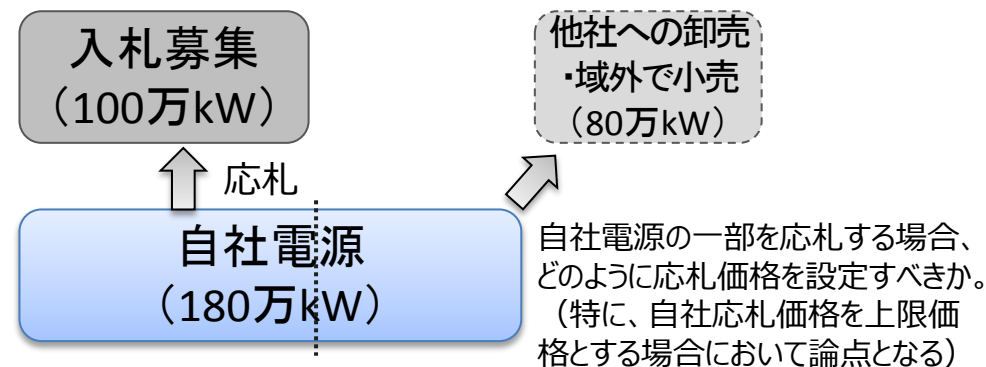 入札募集
（100万kW）
他社への卸売
・域外で小売
（80万kW）
応札
自社電源
（180万kW）
自社電源の一部を応札する場合、
どのように応札価格を設定すべきか。
（特に、自社応札価格を上限価
格とする場合において論点となる）